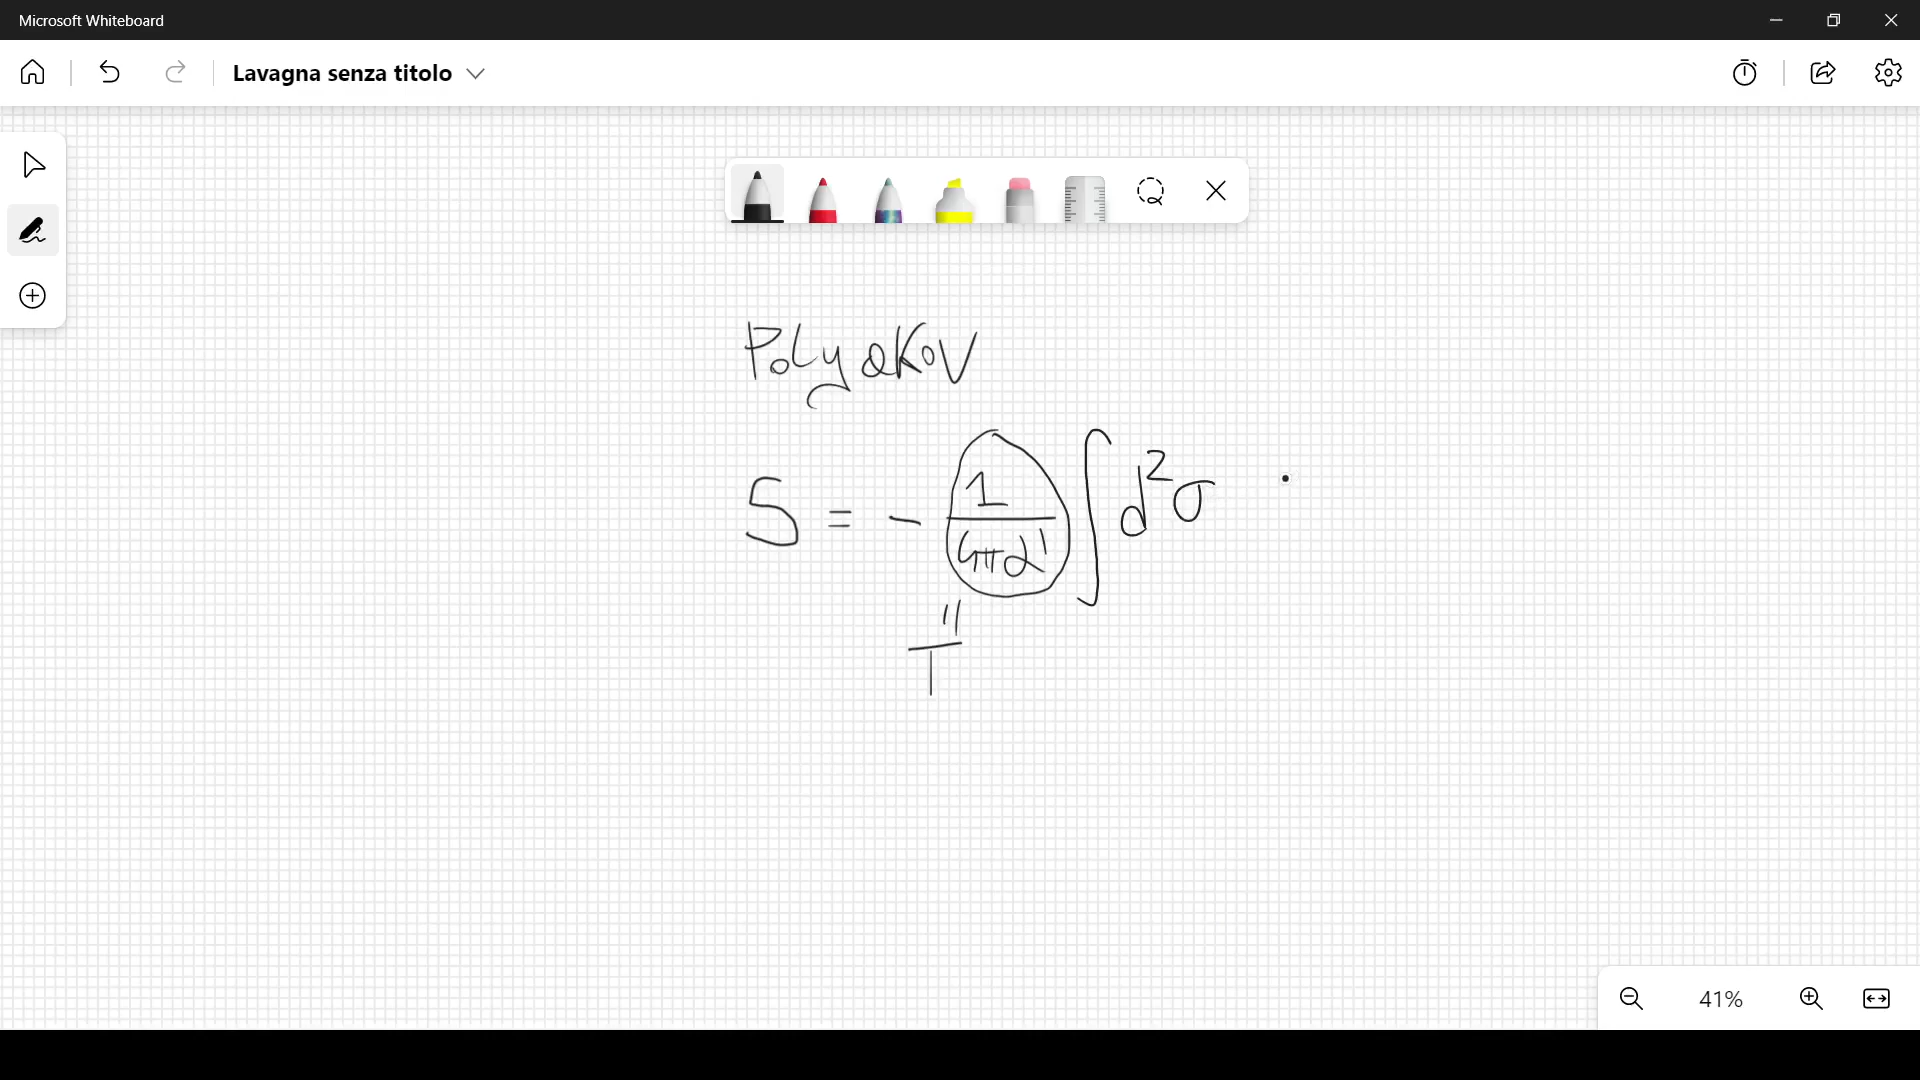 Microsoft Whiteboard
Lavagna senza titolo
PolyaKoV
S = - 1/4πα' ∫ d²σ
"
T
41%